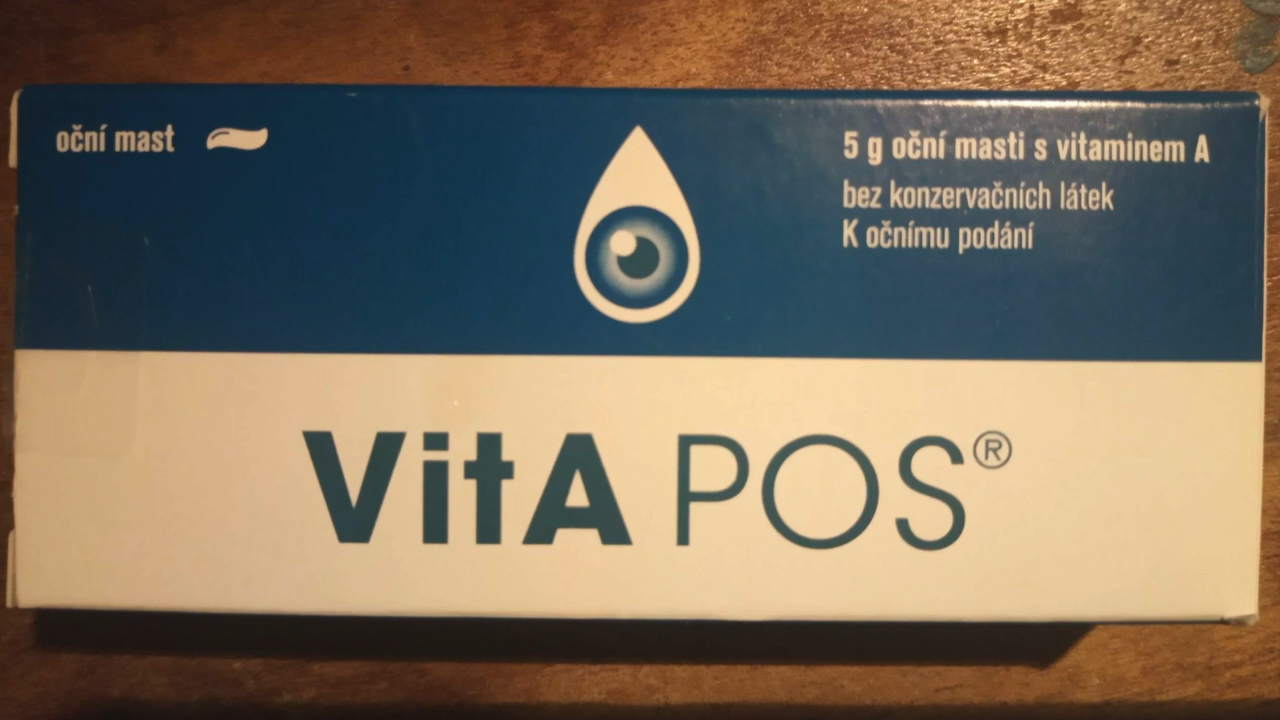 oční mast
5 g oční masti s vitaminem A
bez konzervačních látek
K očnímu podání
VitA POS®